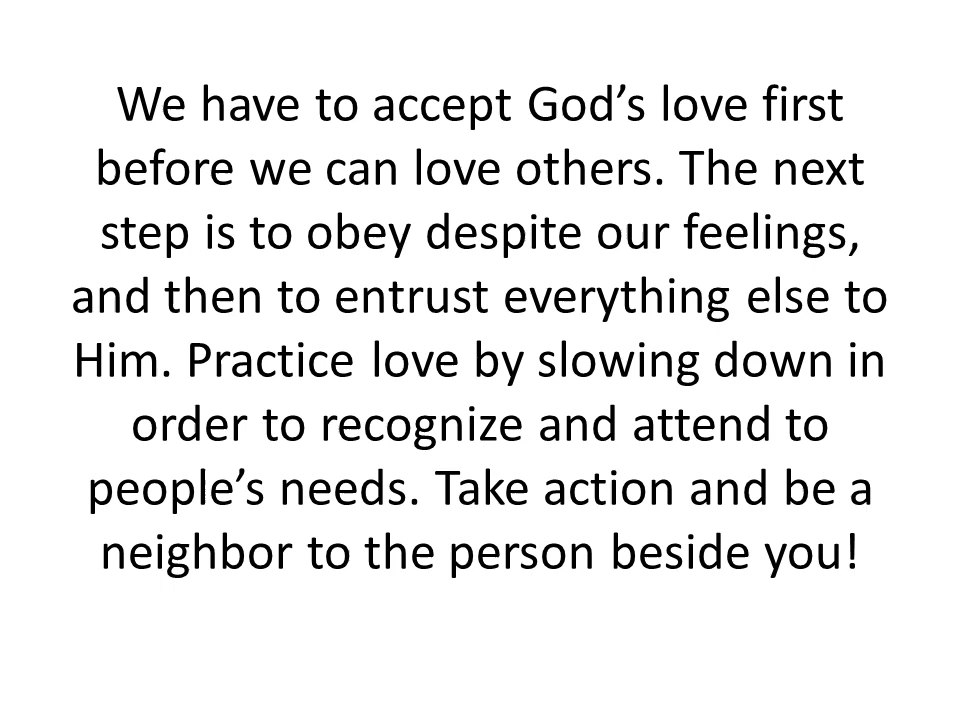 We have to accept God’s love first
before we can love others. The next
step is to obey despite our feelings,
and then to entrust everything else to
Him. Practice love by slowing down in
order to recognize and attend to
people’s needs. Take action and be a
neighbor to the person beside you!